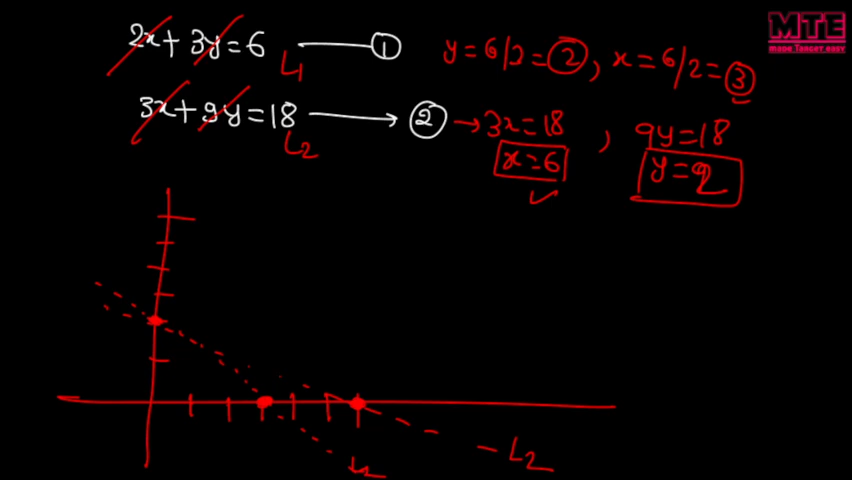 MTE
made Target easy
2x + 3y = 6 L1 — ① y = 6/2 = ②, x = 6/2 = ③
3x + 9y = 18 L2 → ② → 3x = 18, 9y = 18
x = 6 y = 2
L2